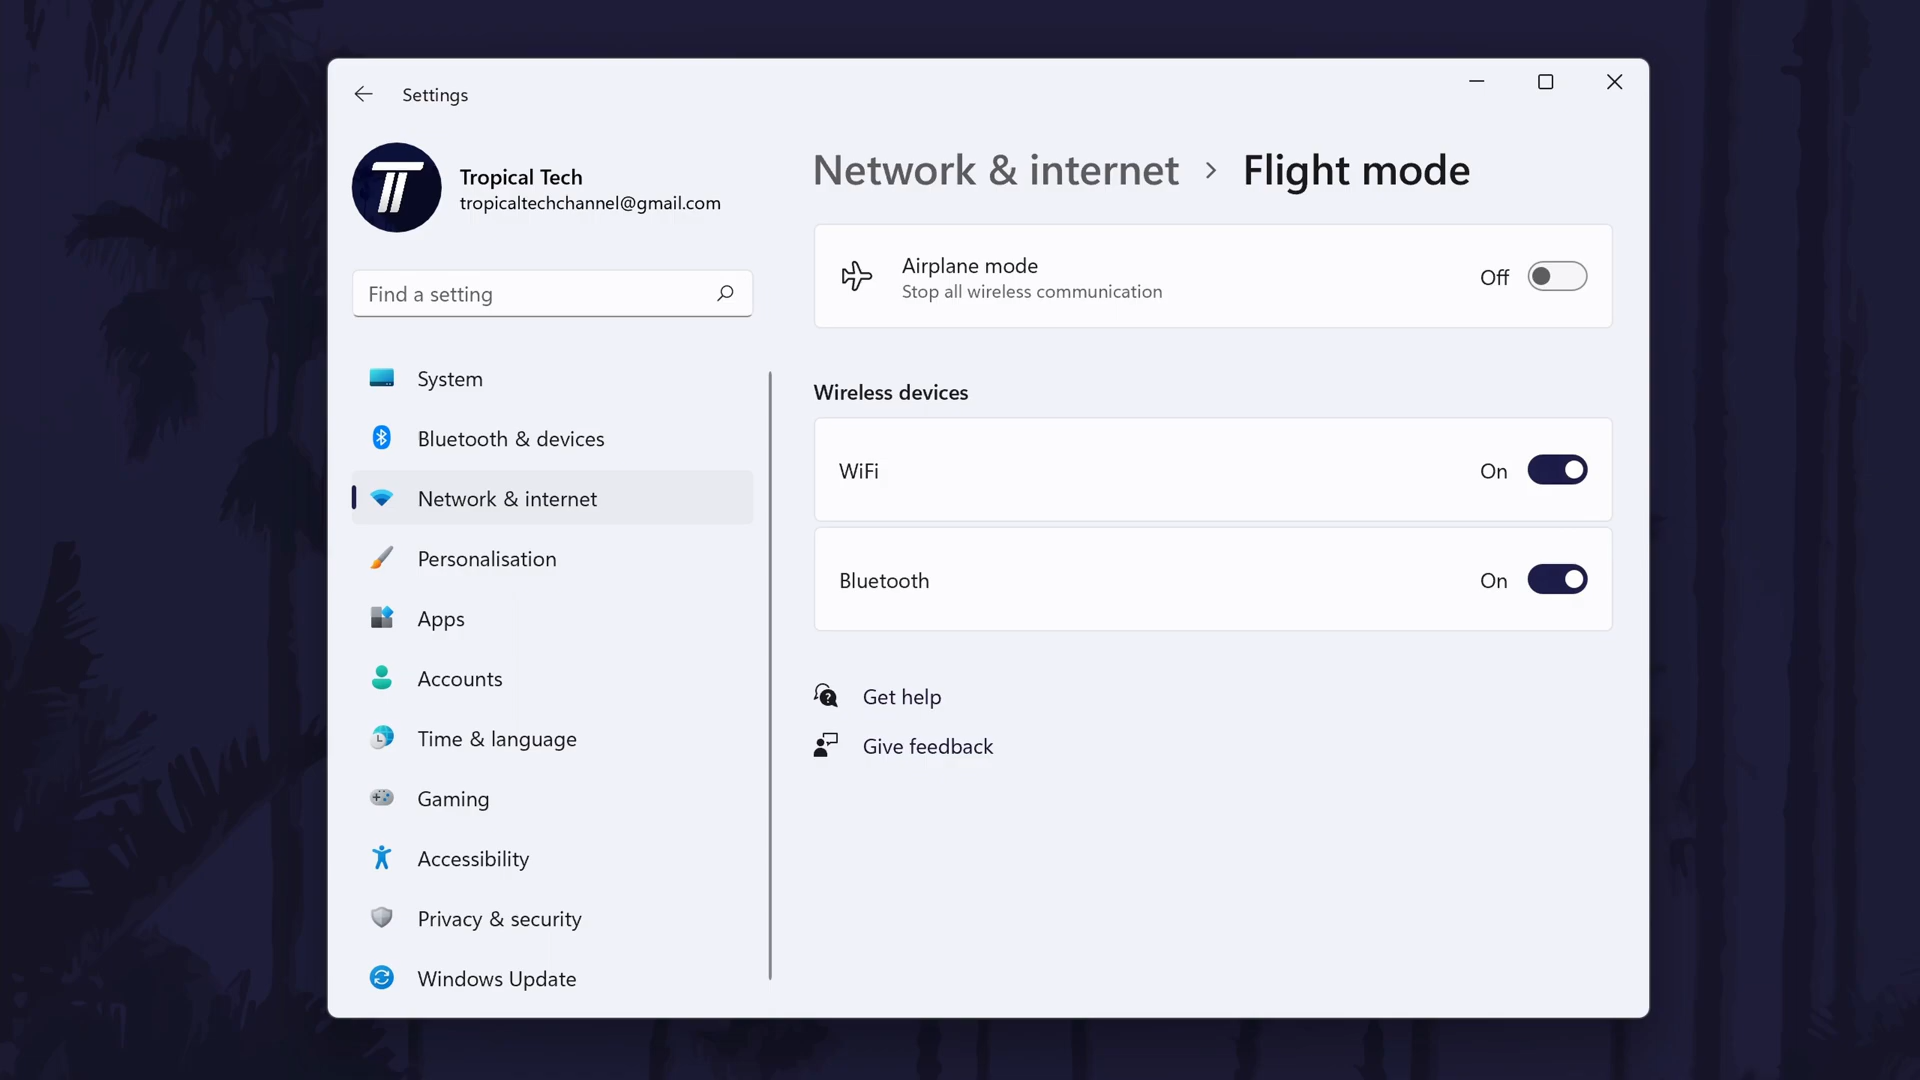 Settings
Tropical Tech
tropicaltechchannel@gmail.com
Find a setting
System
Bluetooth & devices
Network & internet
Personalisation
Apps
Accounts
Time & language
Gaming
Accessibility
Privacy & security
Windows Update
Network & internet > Flight mode
Airplane mode
Stop all wireless communication
Off
Wireless devices
WiFi On
Bluetooth On
Get help
Give feedback